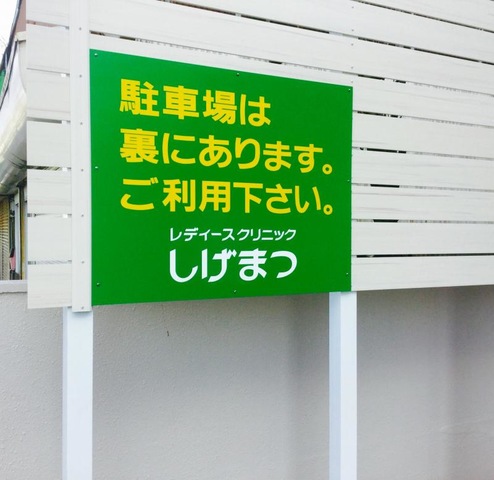 駐車場は
裏にあります。
ご利用下さい。
レディースクリニック
しげまつ